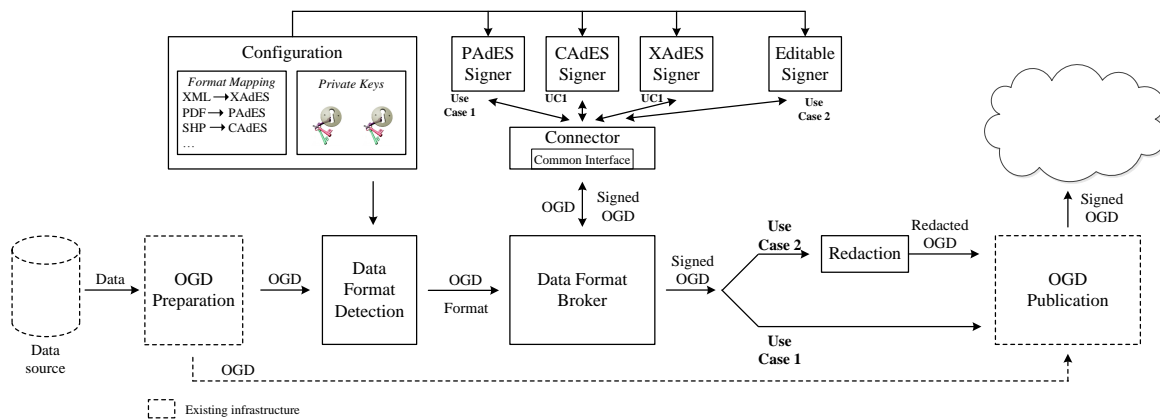 Configuration
Format Mapping
XML → XAdES
PDF → PAdES
SHP → CAdES
...
Private Keys
PAdES
Signer
CAdES
Signer
XAdES
Signer
Editable
Signer
Use
Case 1
UC1
UC1
Use
Case 2
Connector
Common Interface
OGD
Signed
OGD
Signed
OGD
Data
source
Data
OGD
Preparation
OGD
Data
Format
Detection
OGD
Format
Data Format
Broker
Signed
OGD
Use
Case 2
Redaction
Redacted
OGD
OGD
Publication
Use
Case 1
OGD
Existing infrastructure